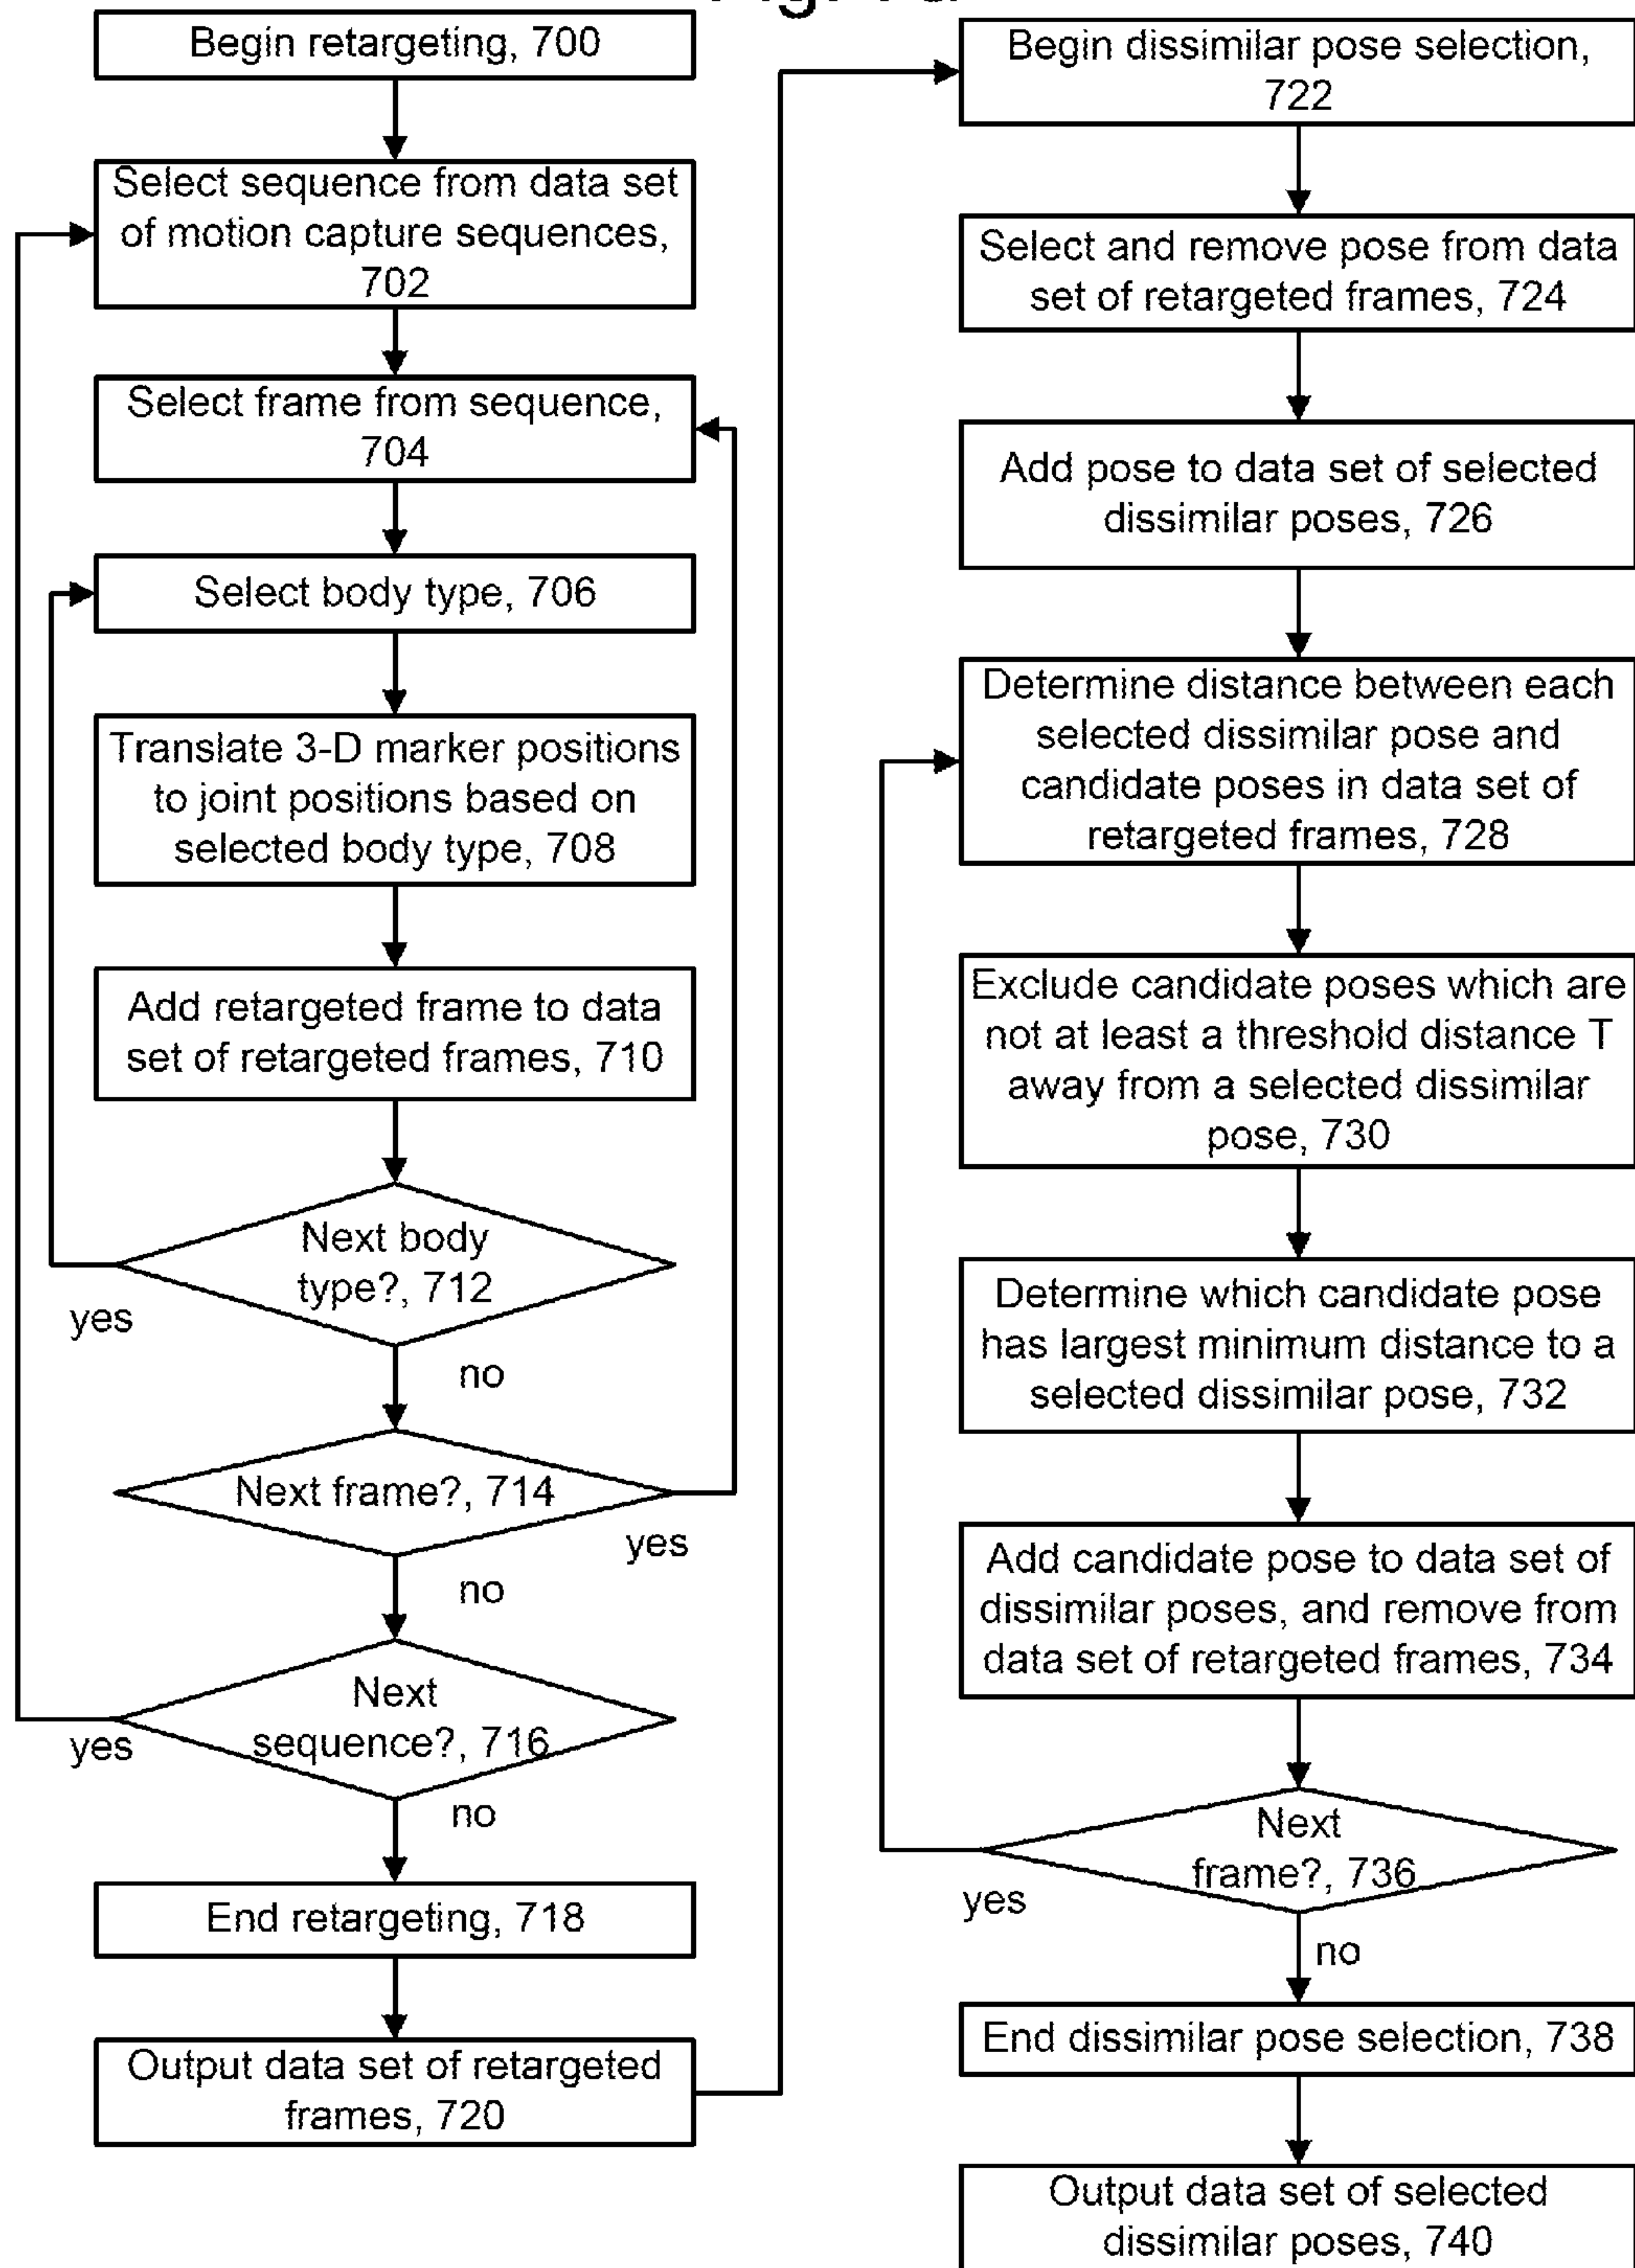 Begin retargeting, 700
Select sequence from data set
of motion capture sequences,
702
Select frame from sequence,
704
Select body type, 706
Translate 3-D marker positions
to joint positions based on
selected body type, 708
Add retargeted frame to data
set of retargeted frames, 710
Next body
type?, 712
yes
no
Next frame?, 714
yes
no
Next
sequence?, 716
yes
no
End retargeting, 718
Output data set of retargeted
frames, 720
Begin dissimilar pose selection,
722
Select and remove pose from data
set of retargeted frames, 724
Add pose to data set of selected
dissimilar poses, 726
Determine distance between each
selected dissimilar pose and
candidate poses in data set of
retargeted frames, 728
Exclude candidate poses which are
not at least a threshold distance T
away from a selected dissimilar
pose, 730
Determine which candidate pose
has largest minimum distance to a
selected dissimilar pose, 732
Add candidate pose to data set of
dissimilar poses, and remove from
data set of retargeted frames, 734
Next
frame?, 736
yes
no
End dissimilar pose selection, 738
Output data set of selected
dissimilar poses, 740